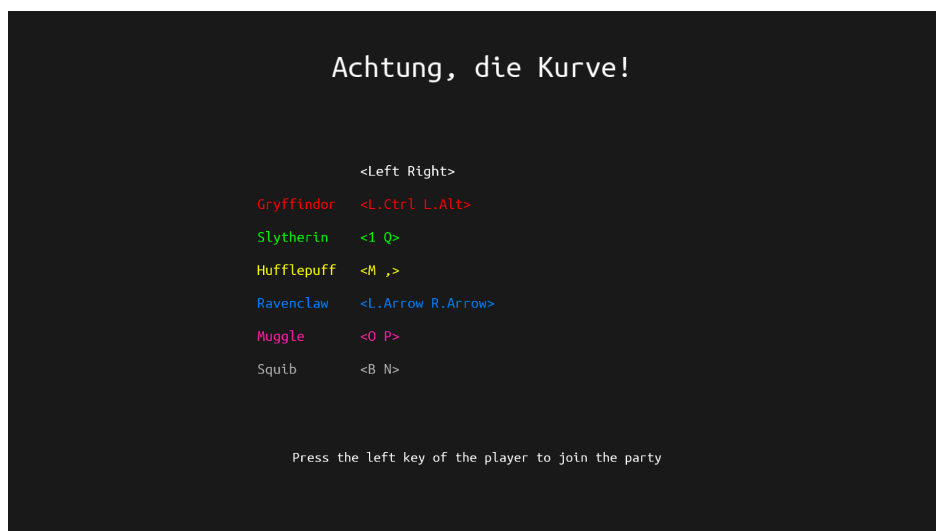 Achtung, die Kurve!
<Left Right>
Gryffindor <L.Ctrl L.Alt>
Slytherin <1 Q>
Hufflepuff <M ,>
Ravenclaw <L.Arrow R.Arrow>
Muggle <O P>
Squib <B N>
Press the left key of the player to join the party